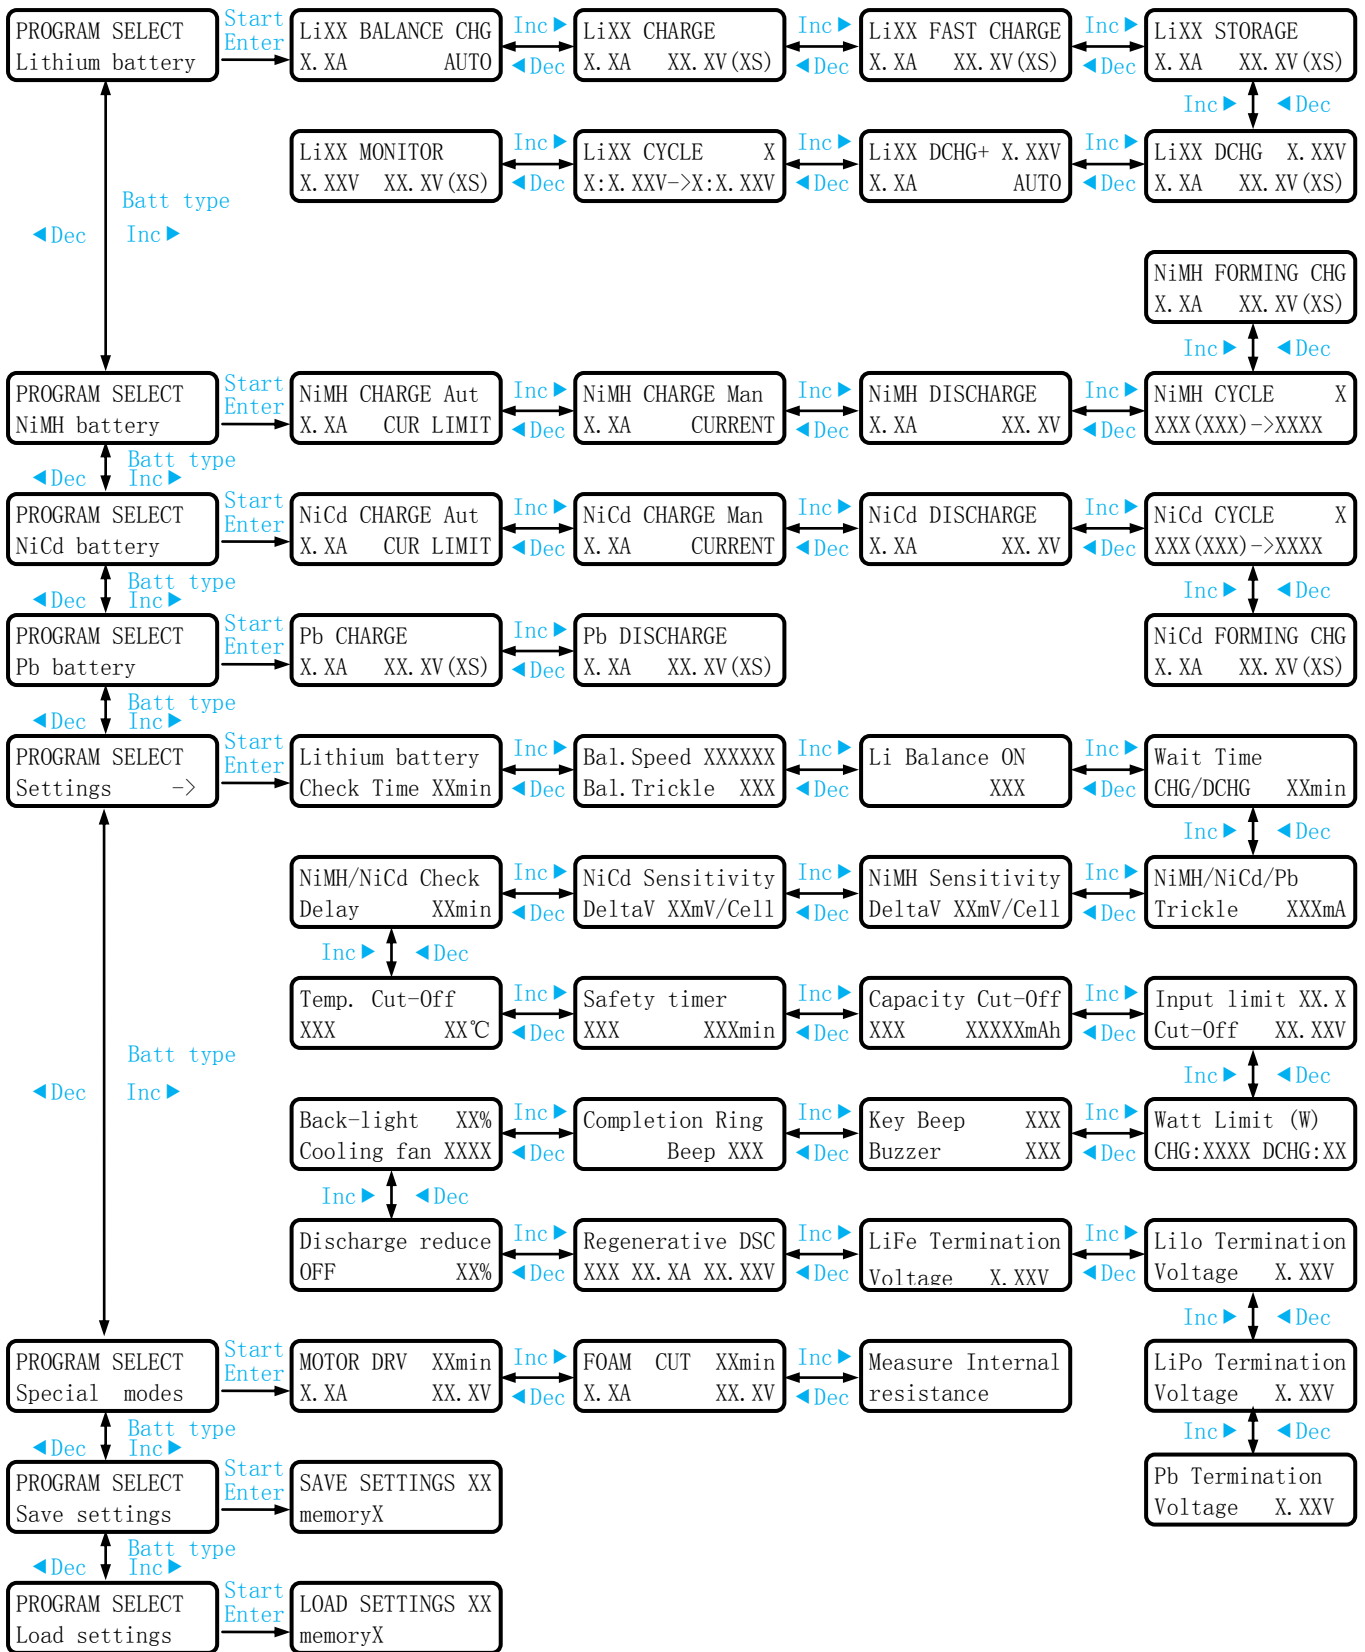 PROGRAM SELECT
Lithium battery
Start
Enter
LiXX BALANCE CHG
X.XA AUTO
Inc ▶
◀ Dec
LiXX CHARGE
X.XA XX.XV(XS)
Inc ▶
◀ Dec
LiXX FAST CHARGE
X.XA XX.XV(XS)
Inc ▶
◀ Dec
LiXX STORAGE
X.XA XX.XV(XS)
Inc ▶ ◀ Dec
LiXX MONITOR
X.XXV XX.XV(XS)
Inc ▶
◀ Dec
LiXX CYCLE X
X:X.XXV->X:X.XXV
Inc ▶
◀ Dec
LiXX DCHG+ X.XXV
X.XA AUTO
Inc ▶
◀ Dec
LiXX DCHG X.XXV
X.XA XX.XV(XS)
Batt type
◀ Dec Inc ▶
NiMH FORMING CHG
X.XA XX.XV(XS)
Inc ▶ ◀ Dec
PROGRAM SELECT
NiMH battery
Start
Enter
NiMH CHARGE Aut
X.XA CUR LIMIT
Inc ▶
◀ Dec
NiMH CHARGE Man
X.XA CURRENT
Inc ▶
◀ Dec
NiMH DISCHARGE
X.XA XX.XV
Inc ▶
◀ Dec
NiMH CYCLE X
XXX(XXX)->XXXX
Batt type
◀ Dec Inc ▶
PROGRAM SELECT
NiCd battery
Start
Enter
NiCd CHARGE Aut
X.XA CUR LIMIT
Inc ▶
◀ Dec
NiCd CHARGE Man
X.XA CURRENT
Inc ▶
◀ Dec
NiCd DISCHARGE
X.XA XX.XV
Inc ▶
◀ Dec
NiCd CYCLE X
XXX(XXX)->XXXX
Batt type
◀ Dec Inc ▶
Inc ▶ ◀ Dec
PROGRAM SELECT
Pb battery
Start
Enter
Pb CHARGE
X.XA XX.XV(XS)
Inc ▶
◀ Dec
Pb DISCHARGE
X.XA XX.XV(XS)
NiCd FORMING CHG
X.XA XX.XV(XS)
Batt type
◀ Dec Inc ▶
PROGRAM SELECT
Settings ->
Start
Enter
Lithium battery
Check Time XXmin
Inc ▶
◀ Dec
Bal.Speed XXXXXX
Bal.Trickle XXX
Inc ▶
◀ Dec
Li Balance ON
XXX
Inc ▶
◀ Dec
Wait Time
CHG/DCHG XXmin
Inc ▶ ◀ Dec
NiMH/NiCd Check
Delay XXmin
Inc ▶
◀ Dec
NiCd Sensitivity
DeltaV XXmV/Cell
Inc ▶
◀ Dec
NiMH Sensitivity
DeltaV XXmV/Cell
Inc ▶
◀ Dec
NiMH/NiCd/Pb
Trickle XXXmA
Inc ▶ ◀ Dec
Temp. Cut-Off
XXX XX℃
Inc ▶
◀ Dec
Safety timer
XXX XXXmin
Inc ▶
◀ Dec
Capacity Cut-Off
XXX XXXXXmAh
Inc ▶
◀ Dec
Input limit XX.X
Cut-Off XX.XXV
Batt type
◀ Dec Inc ▶
Inc ▶ ◀ Dec
Back-light XX%
Cooling fan XXXX
Inc ▶
◀ Dec
Completion Ring
Beep XXX
Inc ▶
◀ Dec
Key Beep XXX
Buzzer XXX
Inc ▶
◀ Dec
Watt Limit (W)
CHG:XXXX DCHG:XX
Inc ▶ ◀ Dec
Discharge reduce
OFF XX%
Inc ▶
◀ Dec
Regenerative DSC
XXX XX.XA XX.XXV
Inc ▶
◀ Dec
LiFe Termination
Voltage X.XXV
Inc ▶
◀ Dec
LiIo Termination
Voltage X.XXV
Inc ▶ ◀ Dec
PROGRAM SELECT
Special modes
Start
Enter
MOTOR DRV XXmin
X.XA XX.XV
Inc ▶
◀ Dec
FOAM CUT XXmin
X.XA XX.XV
Inc ▶
◀ Dec
Measure Internal
resistance
LiPo Termination
Voltage X.XXV
Batt type
◀ Dec Inc ▶
Inc ▶ ◀ Dec
PROGRAM SELECT
Save settings
Start
Enter
SAVE SETTINGS XX
memoryX
Pb Termination
Voltage X.XXV
Batt type
◀ Dec Inc ▶
PROGRAM SELECT
Load settings
Start
Enter
LOAD SETTINGS XX
memoryX